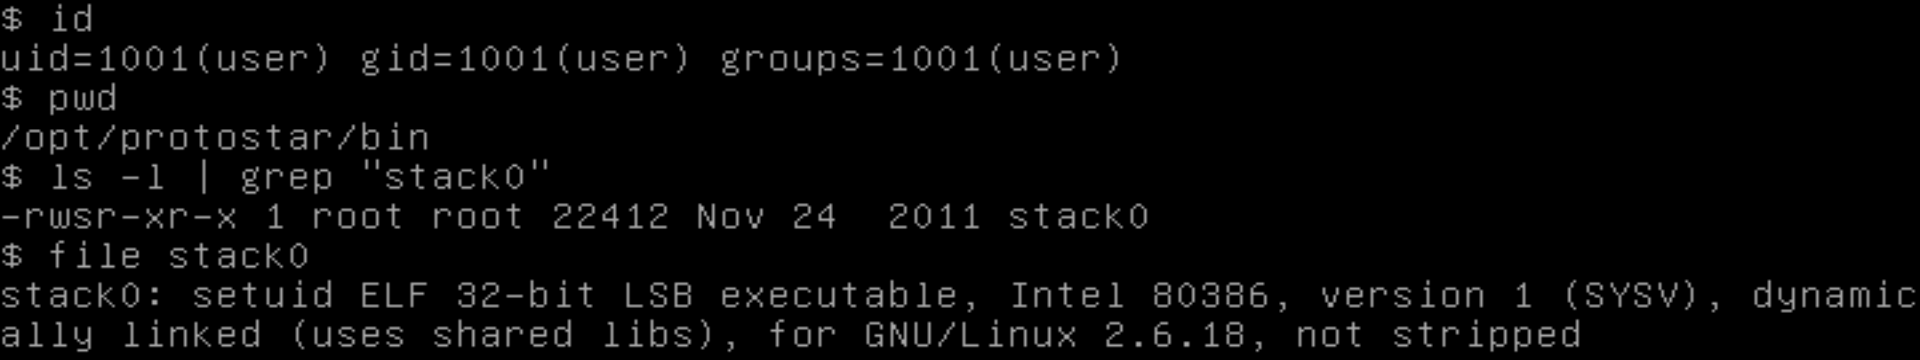 $ id
uid=1001(user) gid=1001(user) groups=1001(user)
$ pwd
/opt/protostar/bin
$ ls -l | grep "stack0"
-rwsr-xr-x 1 root root 22412 Nov 24  2011 stack0
$ file stack0
stack0: setuid ELF 32-bit LSB executable, Intel 80386, version 1 (SYSV), dynamic
ally linked (uses shared libs), for GNU/Linux 2.6.18, not stripped